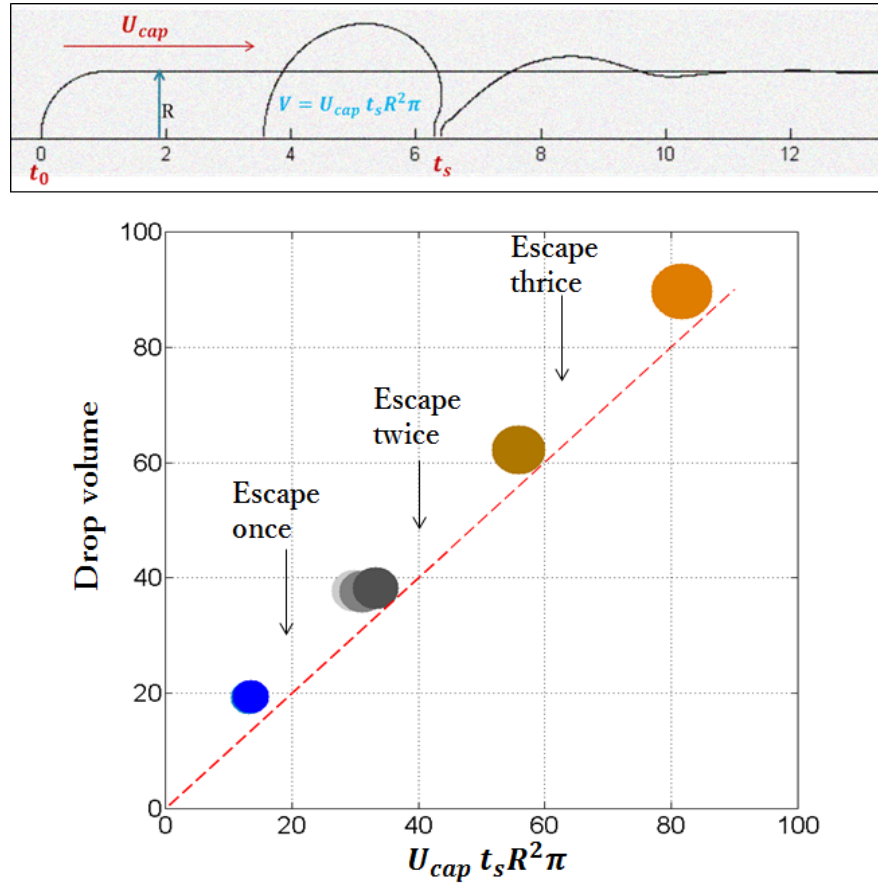 U_cap
R
V = U_cap t_s R²π
0 2 4 6 8 10 12
t₀ t_s
100
80
60
40
20
0
Drop volume
Escape
once
Escape
twice
Escape
thrice
0 20 40 60 80 100
U_cap t_s R²π